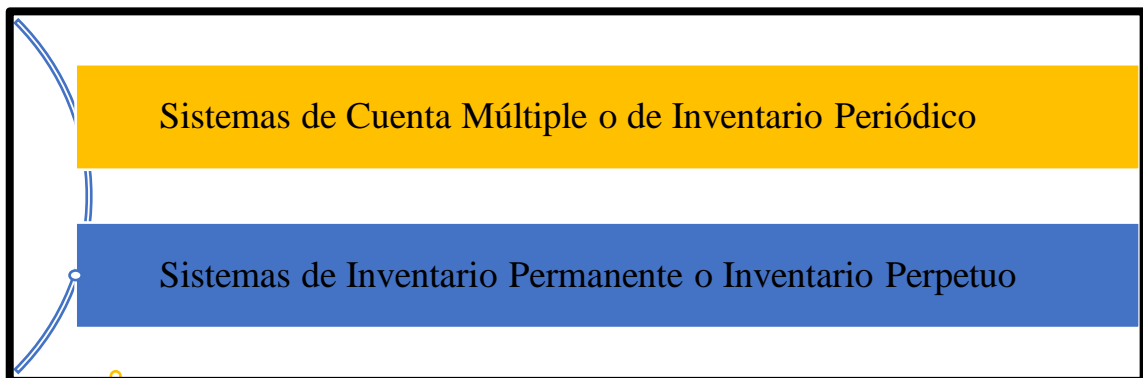 Sistemas de Cuenta Múltiple o de Inventario Periódico
Sistemas de Inventario Permanente o Inventario Perpetuo